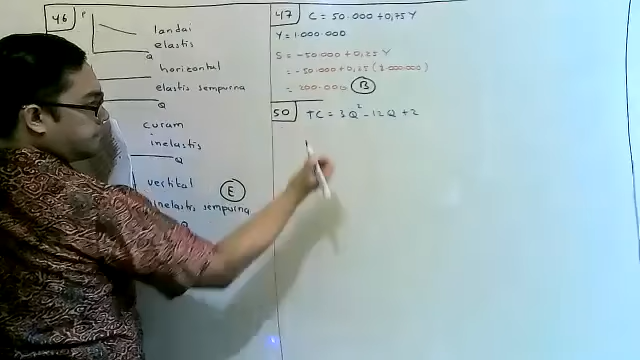 46 P
landai
elastis
Q
horizontal
elastis sempurna
Q
curam
inelastis
Q
vertikal
inelastis sempurna
E
Q
47 C = 50.000 + 0,75 Y
Y = 1.000.000
S = -50.000 + 0,25 Y
= -50.000 + 0,25 (1.000.000)
= 200.000 B
50 TC = 3Q² - 12Q + 2